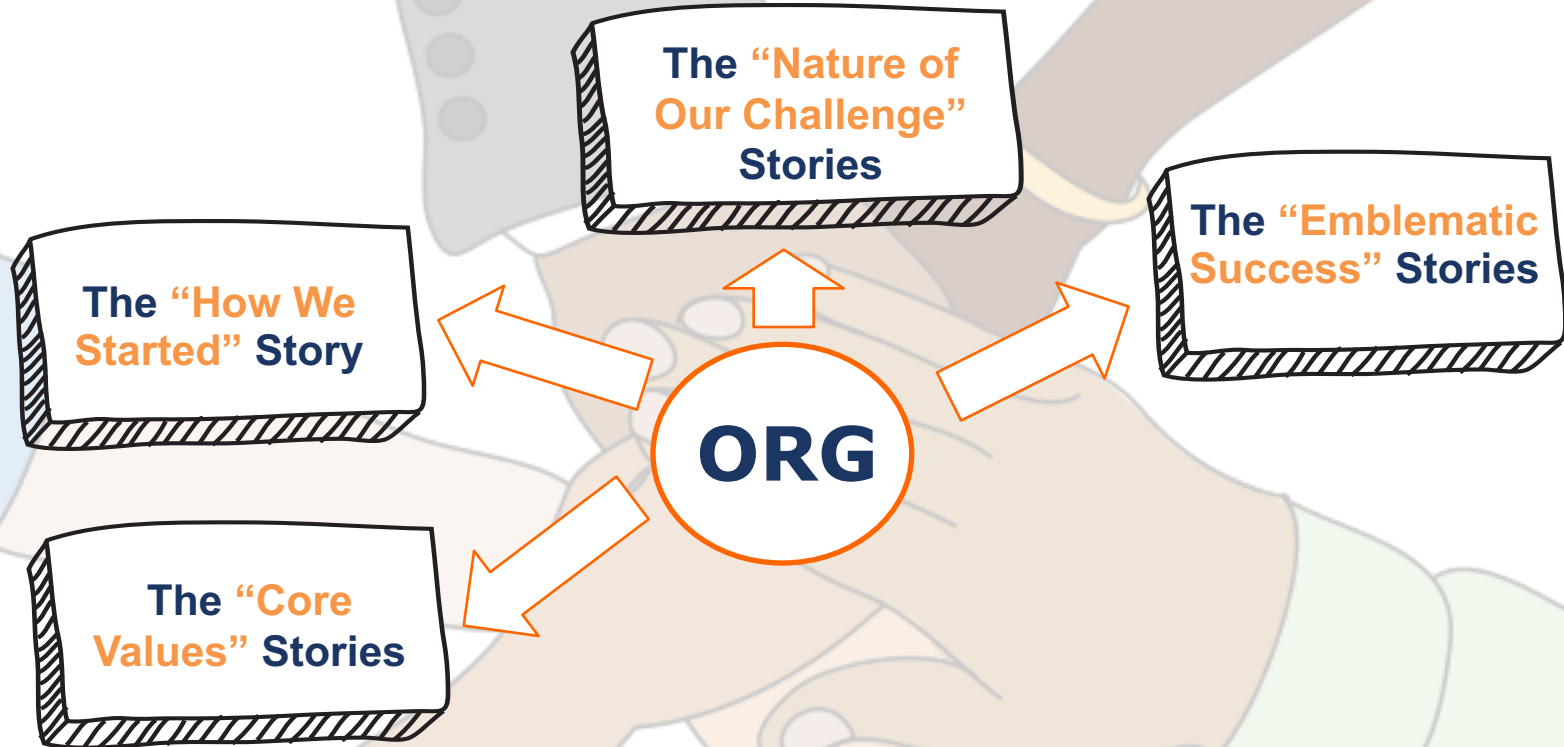 The “Nature of
Our Challenge”
Stories
The “Emblematic
Success” Stories
The “How We
Started” Story
ORG
The “Core
Values” Stories